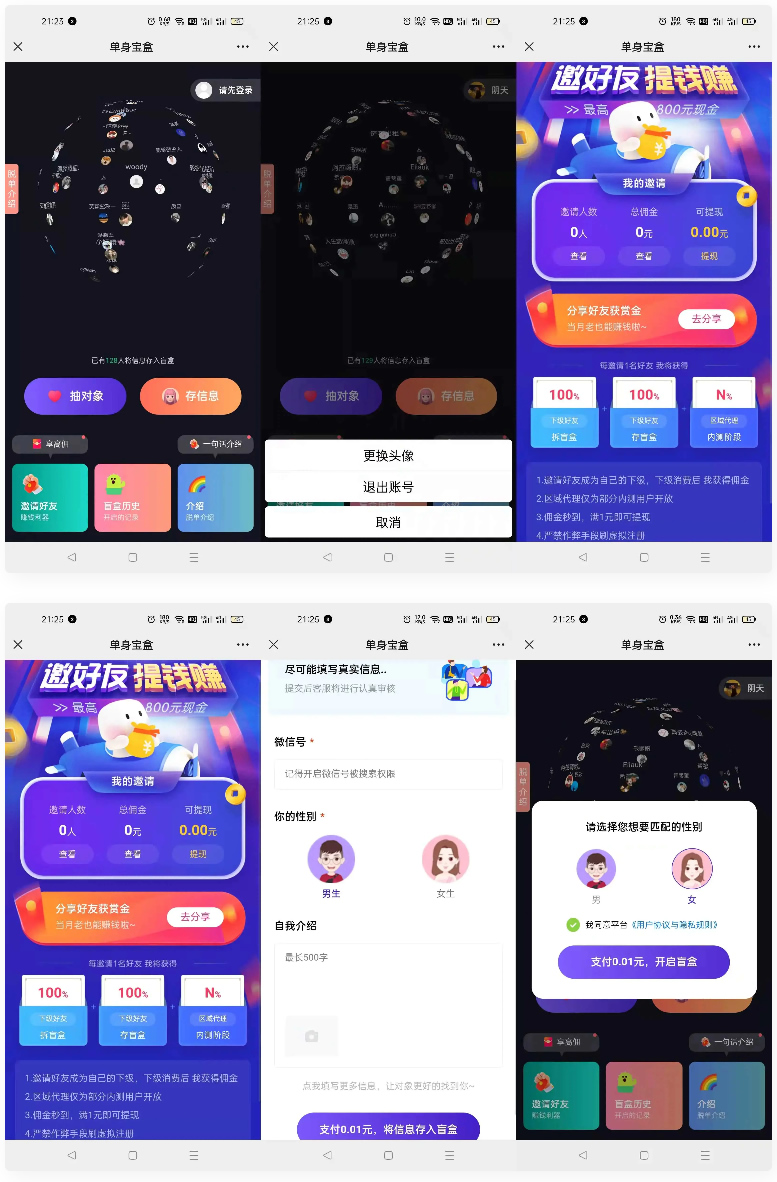 21:25
21:25
21:25
单身宝盒
单身宝盒
单身宝盒
请先登录
脱单介绍
woody
已有128人将信息存入盲盒
抽对象
存信息
享高佣
一句话介绍
邀请好友
赚钱利器
盲盒历史
开启的记录
介绍
脱单介绍
阴天
脱单介绍
已有128人将信息存入盲盒
抽对象
存信息
更换头像
退出账号
取消
邀好友 提钱赚
>> 最高 800元现金
我的邀请
邀请人数
总佣金
可提现
0人
0元
0.00元
查看
查看
提现
分享好友获赏金
当月老也能赚钱啦~
去分享
每邀请1名好友 我将获得
100%
100%
N%
下级好友
下级好友
区域代理
拆盲盒
存盲盒
内测阶段
1.邀请好友成为自己的下级，下级消费后 我获得佣金
2.区域代理仅为部分内测用户开放
3.佣金秒到，满1元即可提现
4.严禁作弊手段刷虚拟注册
21:25
21:25
21:25
单身宝盒
单身宝盒
单身宝盒
邀好友 提钱赚
>> 最高 800元现金
我的邀请
邀请人数
总佣金
可提现
0人
0元
0.00元
查看
查看
提现
分享好友获赏金
当月老也能赚钱啦~
去分享
每邀请1名好友 我将获得
100%
100%
N%
下级好友
下级好友
区域代理
拆盲盒
存盲盒
内测阶段
1.邀请好友成为自己的下级，下级消费后 我获得佣金
2.区域代理仅为部分内测用户开放
3.佣金秒到，满1元即可提现
4.严禁作弊手段刷虚拟注册
尽可能填写真实信息..
提交后客服将进行认真审核
微信号 *
记得开启微信号被搜索权限
你的性别 *
男生
女生
自我介绍
最长500字
点我填写更多信息，让对象更好的找到你~
支付0.01元，将信息存入盲盒
阴天
脱单介绍
请选择您想要匹配的性别
男
女
我同意平台《用户协议与隐私规则》
支付0.01元，开启盲盒
享高佣
一句话介绍
邀请好友
赚钱利器
盲盒历史
开启的记录
介绍
脱单介绍